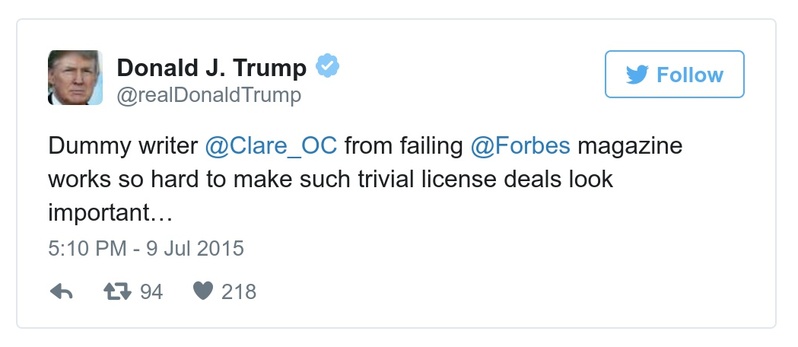 Donald J. Trump
@realDonaldTrump
Follow
Dummy writer @Clare_OC from failing @Forbes magazine
works so hard to make such trivial license deals look
important…
5:10 PM - 9 Jul 2015
94 218